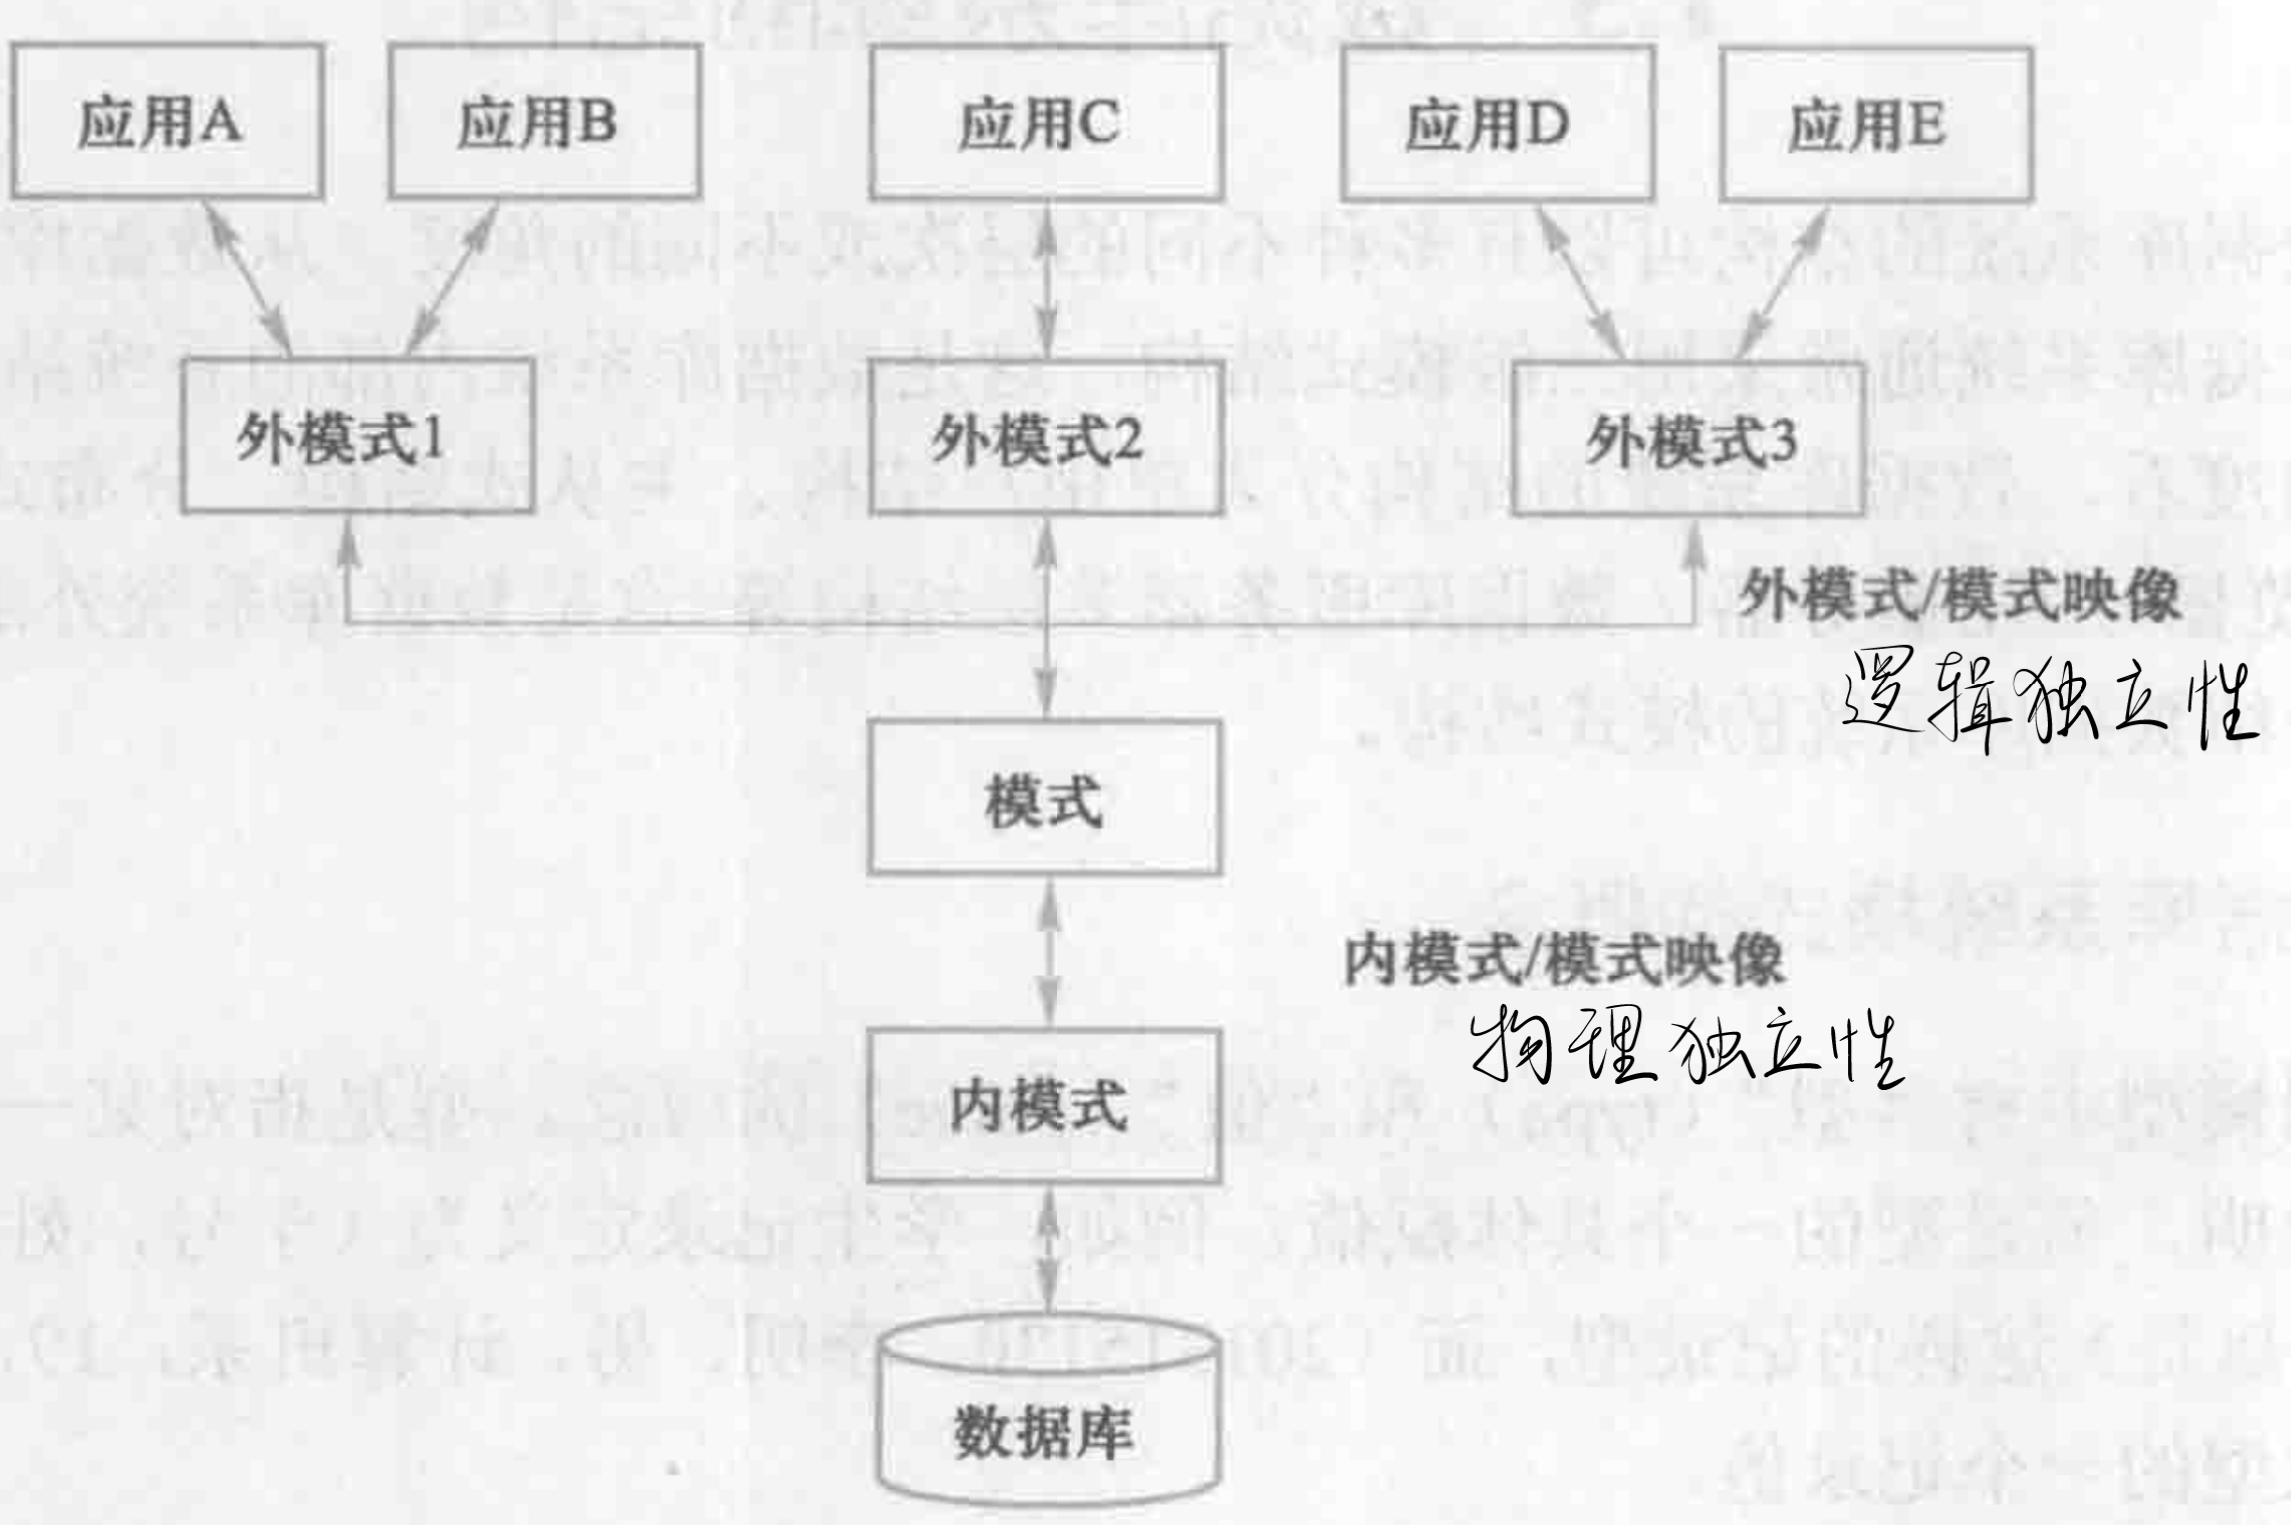 应用A 应用B 应用C 应用D 应用E
外模式1 外模式2 外模式3
外模式/模式映像
逻辑独立性
模式
内模式/模式映像
物理独立性
内模式
数据库